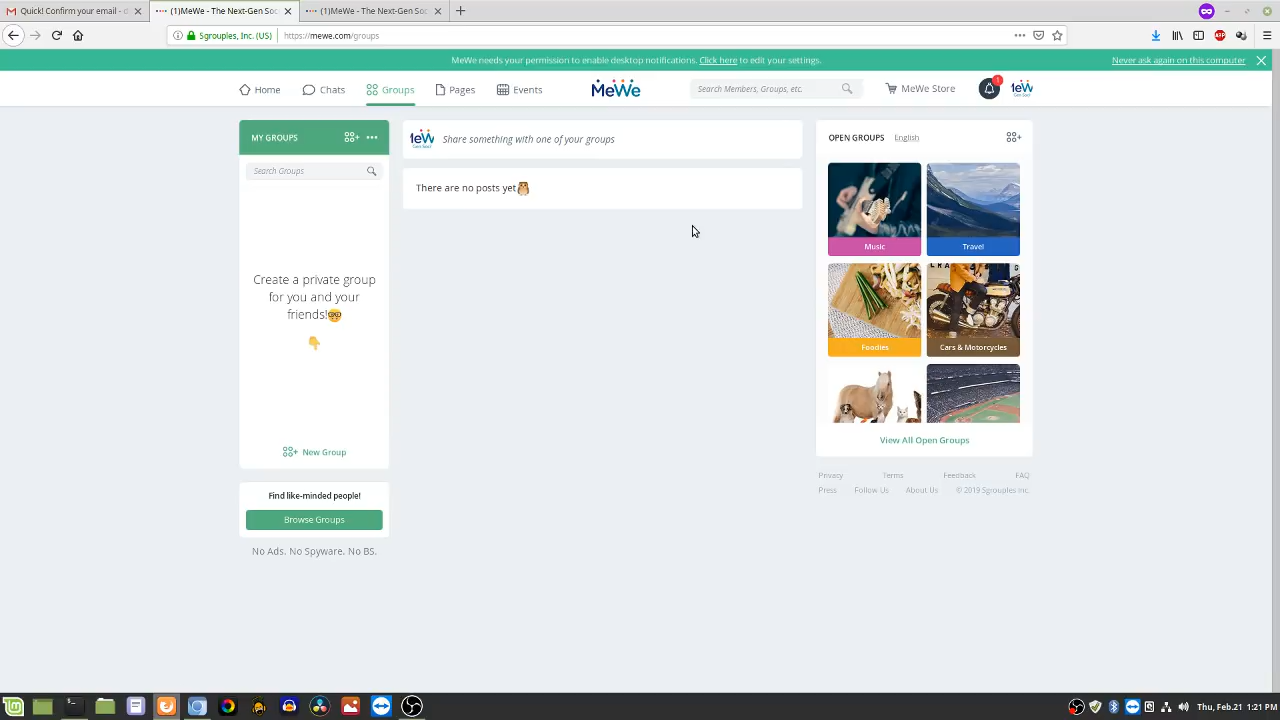 Quick! Confirm your email - c
(1)MeWe - The Next-Gen Soc
(1)MeWe - The Next-Gen Soc
Sgrouples, Inc. (US)
https://mewe.com/groups
MeWe needs your permission to enable desktop notifications. Click here to edit your settings.
Never ask again on this computer
Home
Chats
Groups
Pages
Events
MeWe
Search Members, Groups, etc.
MeWe Store
1
MY GROUPS
Search Groups
Create a private group
for you and your
friends!
New Group
Find like-minded people!
Browse Groups
No Ads. No Spyware. No BS.
Share something with one of your groups
There are no posts yet
OPEN GROUPS English
Music
Travel
Foodies
Cars & Motorcycles
View All Open Groups
Privacy Terms Feedback FAQ
Press Follow Us About Us © 2019 Sgrouples Inc.
Thu, Feb.21 1:21 PM